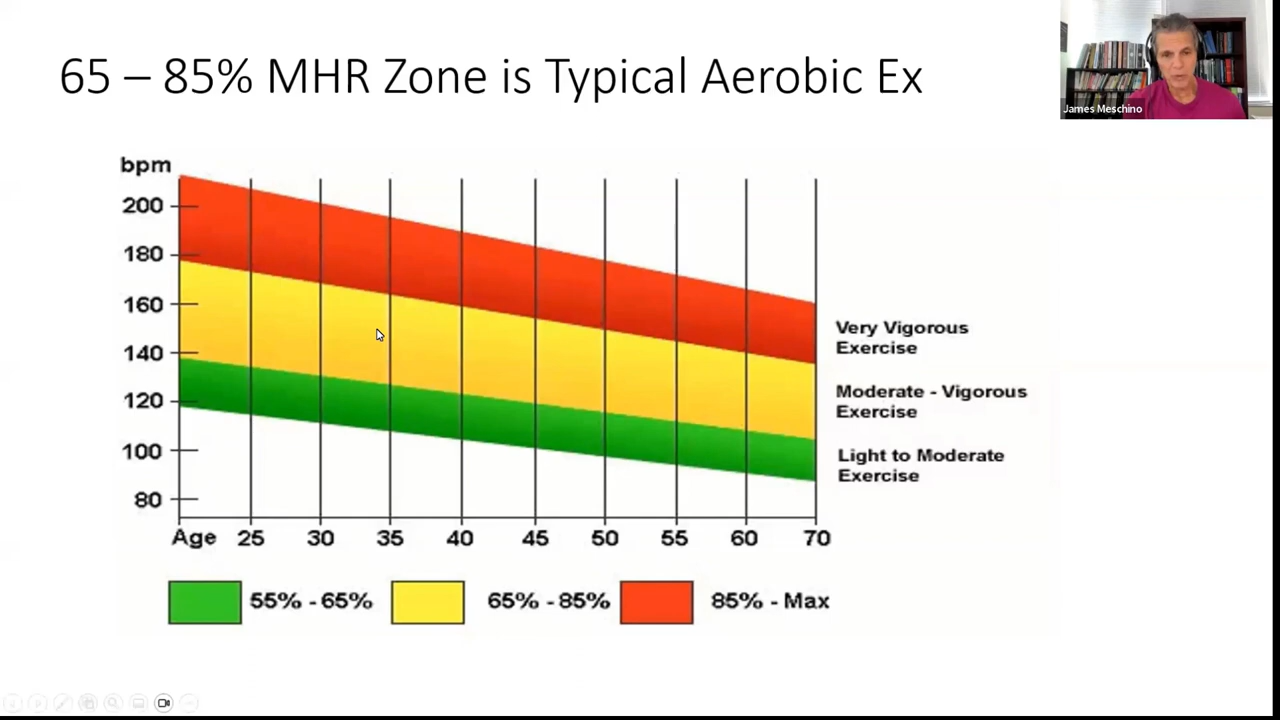 65 – 85% MHR Zone is Typical Aerobic Ex
James Meschino
bpm
200
180
160
140
120
100
80
Very Vigorous
Exercise
Moderate - Vigorous
Exercise
Light to Moderate
Exercise
Age 25 30 35 40 45 50 55 60 70
55% - 65% 65% - 85% 85% - Max